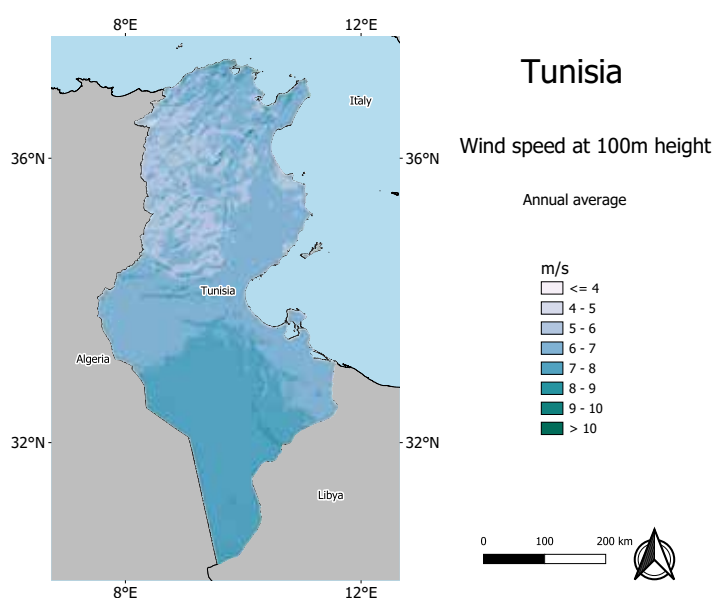 8°E 12°E
Tunisia
Italy
Wind speed at 100m height
36°N 36°N
Annual average
m/s
<= 4
4 - 5
5 - 6
6 - 7
7 - 8
8 - 9
9 - 10
> 10
Tunisia
Algeria
32°N 32°N
Libya
0 100 200 km
8°E 12°E